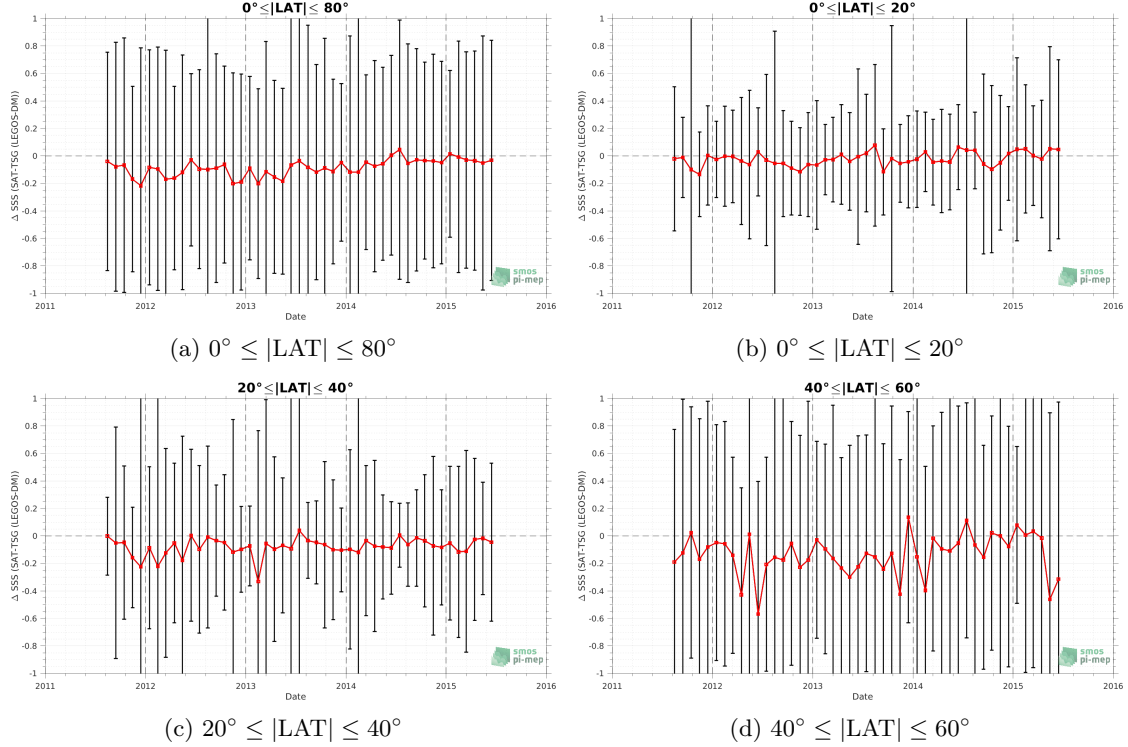 0°≤|LAT|≤ 80°
Δ SSS (SAT-TSG (LEGOS-DM))
1
0.8
0.6
0.4
0.2
0
-0.2
-0.4
-0.6
-0.8
-1
2011 2012 2013 2014 2015 2016
Date
smos
pi-mep
(a) 0° ≤ |LAT| ≤ 80°
0°≤|LAT|≤ 20°
Δ SSS (SAT-TSG (LEGOS-DM))
1
0.8
0.6
0.4
0.2
0
-0.2
-0.4
-0.6
-0.8
-1
2011 2012 2013 2014 2015 2016
Date
smos
pi-mep
(b) 0° ≤ |LAT| ≤ 20°
20°≤|LAT|≤ 40°
Δ SSS (SAT-TSG (LEGOS-DM))
1
0.8
0.6
0.4
0.2
0
-0.2
-0.4
-0.6
-0.8
-1
2011 2012 2013 2014 2015 2016
Date
smos
pi-mep
(c) 20° ≤ |LAT| ≤ 40°
40°≤|LAT|≤ 60°
Δ SSS (SAT-TSG (LEGOS-DM))
1
0.8
0.6
0.4
0.2
0
-0.2
-0.4
-0.6
-0.8
-1
2011 2012 2013 2014 2015 2016
Date
smos
pi-mep
(d) 40° ≤ |LAT| ≤ 60°